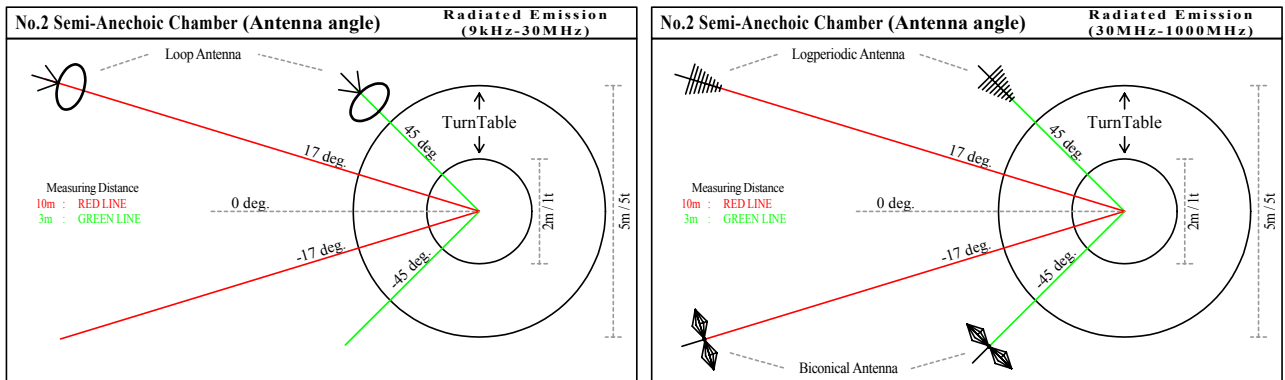 No.2 Semi-Anechoic Chamber (Antenna angle)
Radiated Emission
(9kHz-30MHz)
Loop Antenna
TurnTable
45 deg.
17 deg.
Measuring Distance
10m : RED LINE
3m : GREEN LINE
0 deg.
2m / 1t
5m / 5t
-17 deg.
-45 deg.
No.2 Semi-Anechoic Chamber (Antenna angle)
Radiated Emission
(30MHz-1000MHz)
Logperiodic Antenna
TurnTable
45 deg.
17 deg.
Measuring Distance
10m : RED LINE
3m : GREEN LINE
0 deg.
2m / 1t
5m / 5t
-17 deg.
-45 deg.
Biconical Antenna